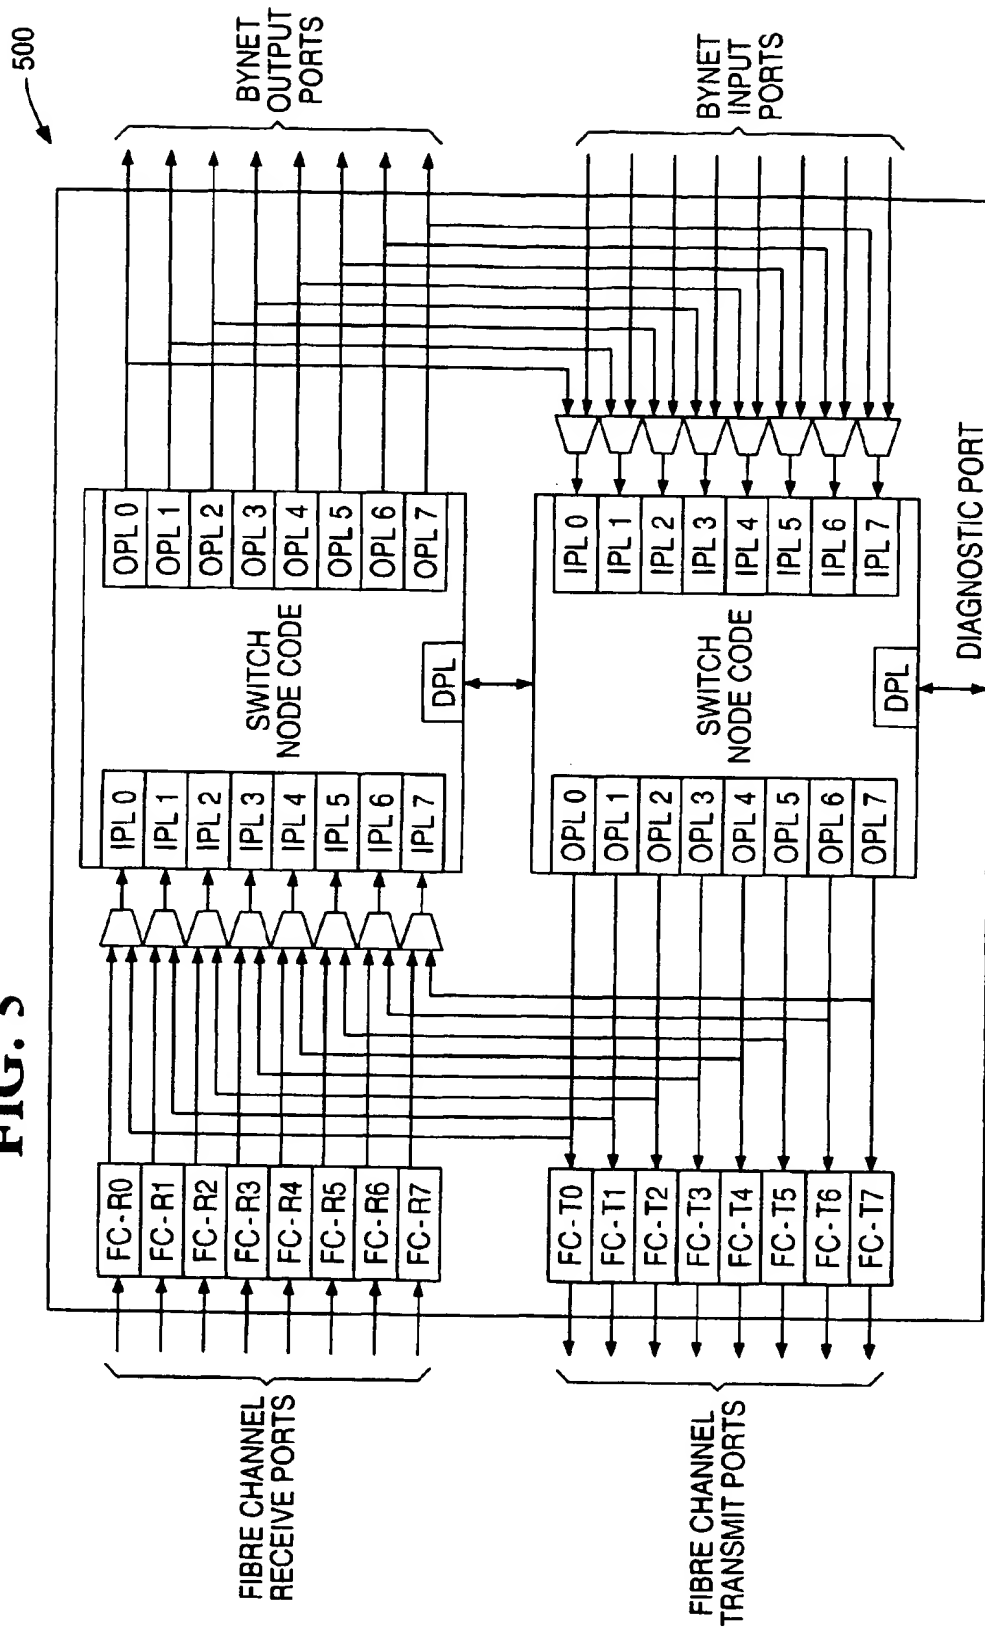 FIG. 5
500
FIBRE CHANNEL
RECEIVE PORTS
FC-R0
FC-R1
FC-R2
FC-R3
FC-R4
FC-R5
FC-R6
FC-R7
IPL 0
IPL 1
IPL 2
IPL 3
IPL 4
IPL 5
IPL 6
IPL 7
SWITCH
NODE CODE
DPL
OPL 0
OPL 1
OPL 2
OPL 3
OPL 4
OPL 5
OPL 6
OPL 7
BYNET
OUTPUT
PORTS
FIBRE CHANNEL
TRANSMIT PORTS
FC-T0
FC-T1
FC-T2
FC-T3
FC-T4
FC-T5
FC-T6
FC-T7
OPL 0
OPL 1
OPL 2
OPL 3
OPL 4
OPL 5
OPL 6
OPL 7
SWITCH
NODE CODE
DPL
IPL 0
IPL 1
IPL 2
IPL 3
IPL 4
IPL 5
IPL 6
IPL 7
BYNET
INPUT
PORTS
DIAGNOSTIC PORT